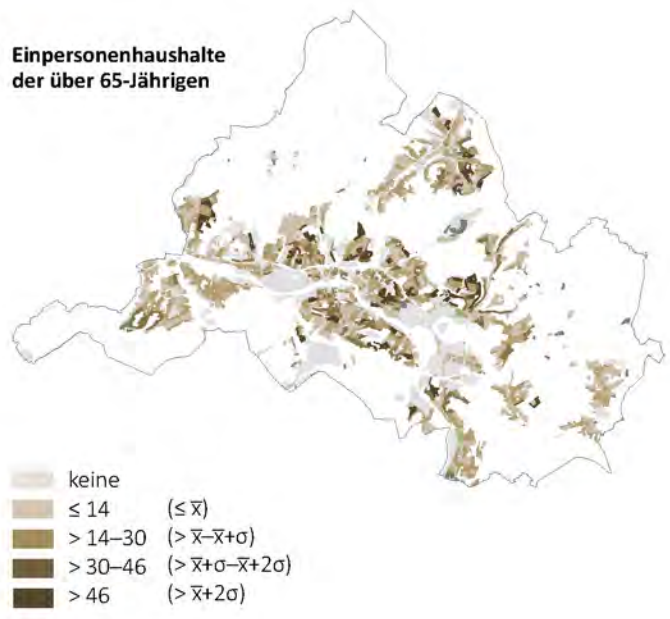 Einpersonenhaushalte
der über 65-Jährigen
keine
≤ 14 (≤ x̅)
> 14–30 (> x̅–x̅+σ)
> 30–46 (> x̅+σ–x̅+2σ)
> 46 (> x̅+2σ)